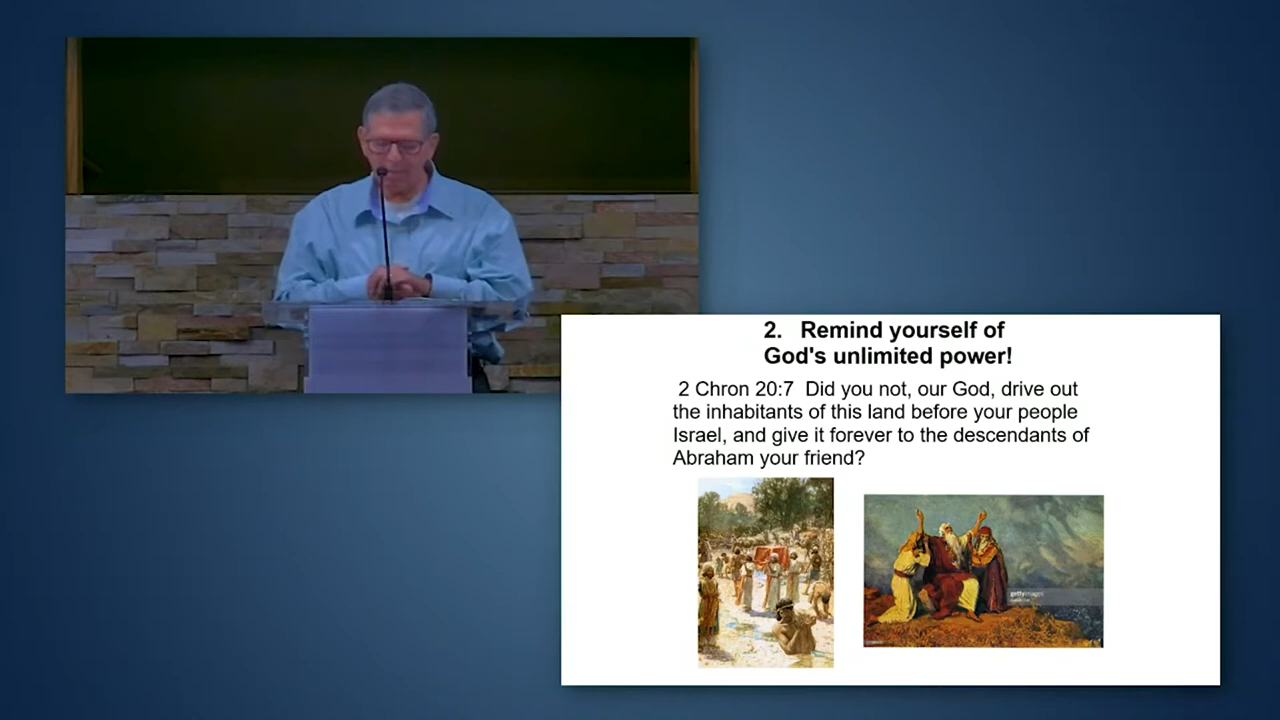 2. Remind yourself of
God's unlimited power!
2 Chron 20:7 Did you not, our God, drive out
the inhabitants of this land before your people
Israel, and give it forever to the descendants of
Abraham your friend?
gettyimages